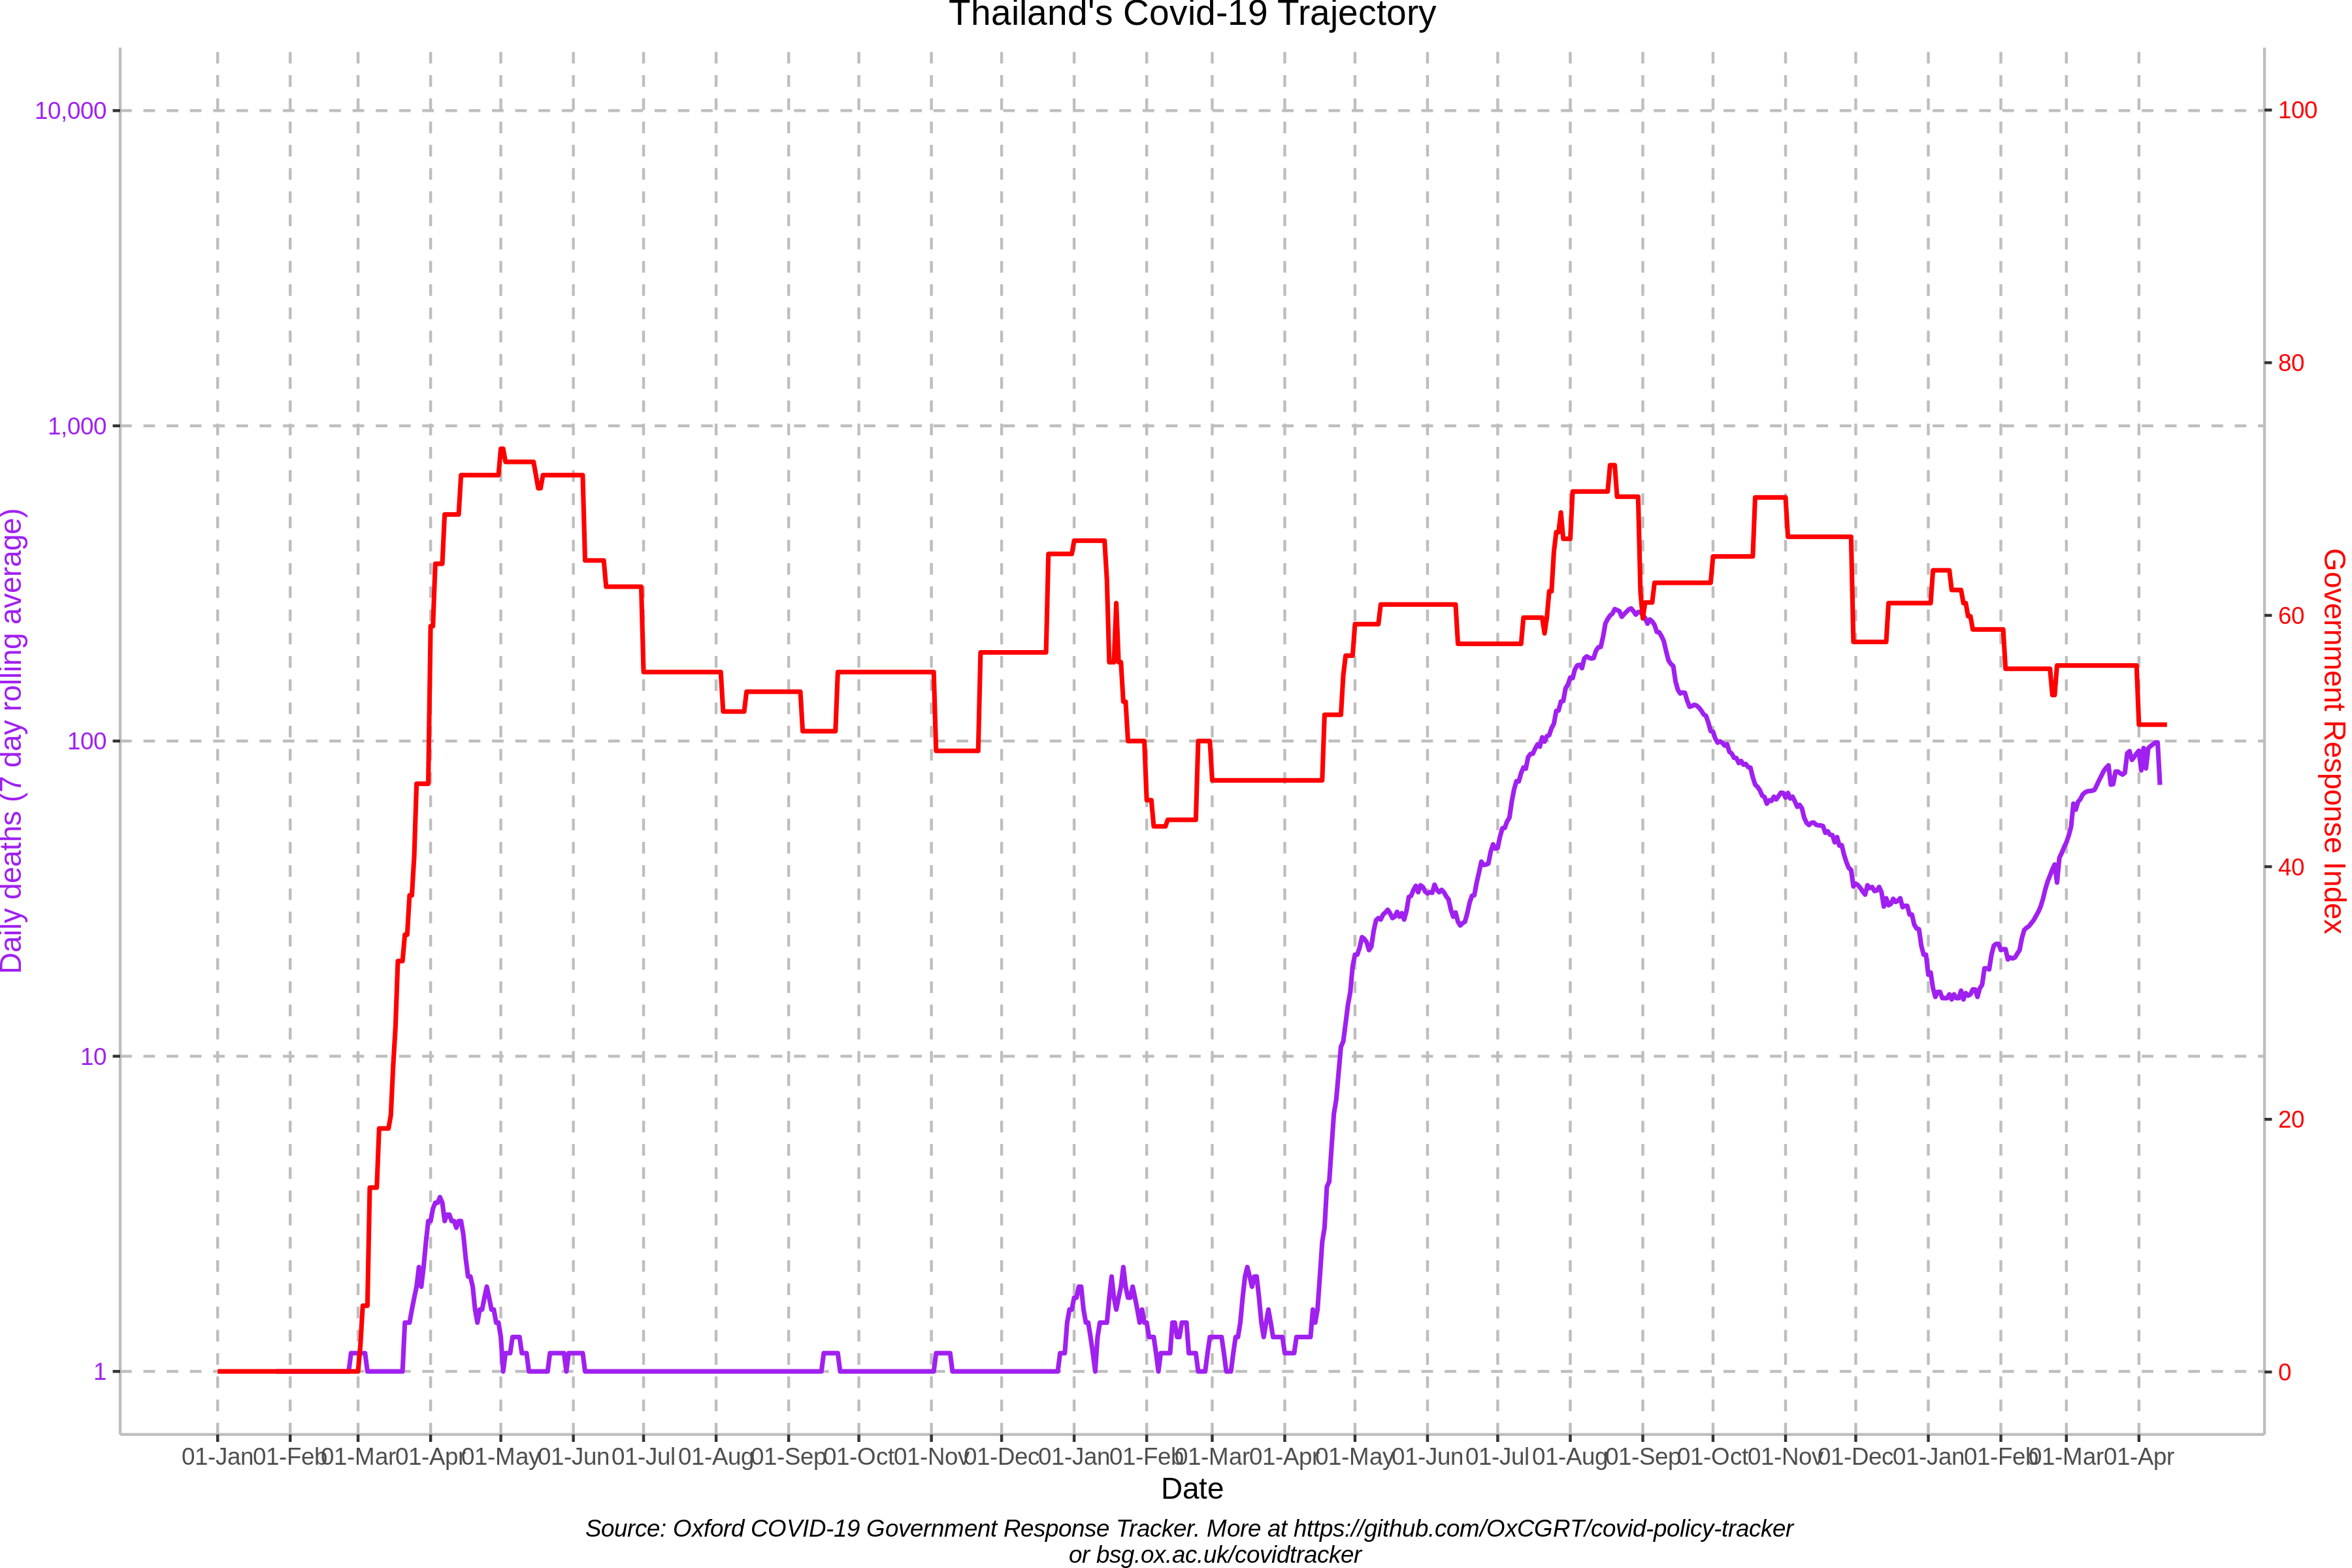 Thailand's Covid-19 Trajectory
10,000
1,000
100
10
1
Daily deaths (7 day rolling average)
100
80
60
40
20
0
Government Response Index
01-Jan
01-Feb
01-Mar
01-Apr
01-May
01-Jun
01-Jul
01-Aug
01-Sep
01-Oct
01-Nov
01-Dec
01-Jan
01-Feb
01-Mar
01-Apr
01-May
01-Jun
01-Jul
01-Aug
01-Sep
01-Oct
01-Nov
01-Dec
01-Jan
01-Feb
01-Mar
01-Apr
Date
Source: Oxford COVID-19 Government Response Tracker. More at https://github.com/OxCGRT/covid-policy-tracker
or bsg.ox.ac.uk/covidtracker